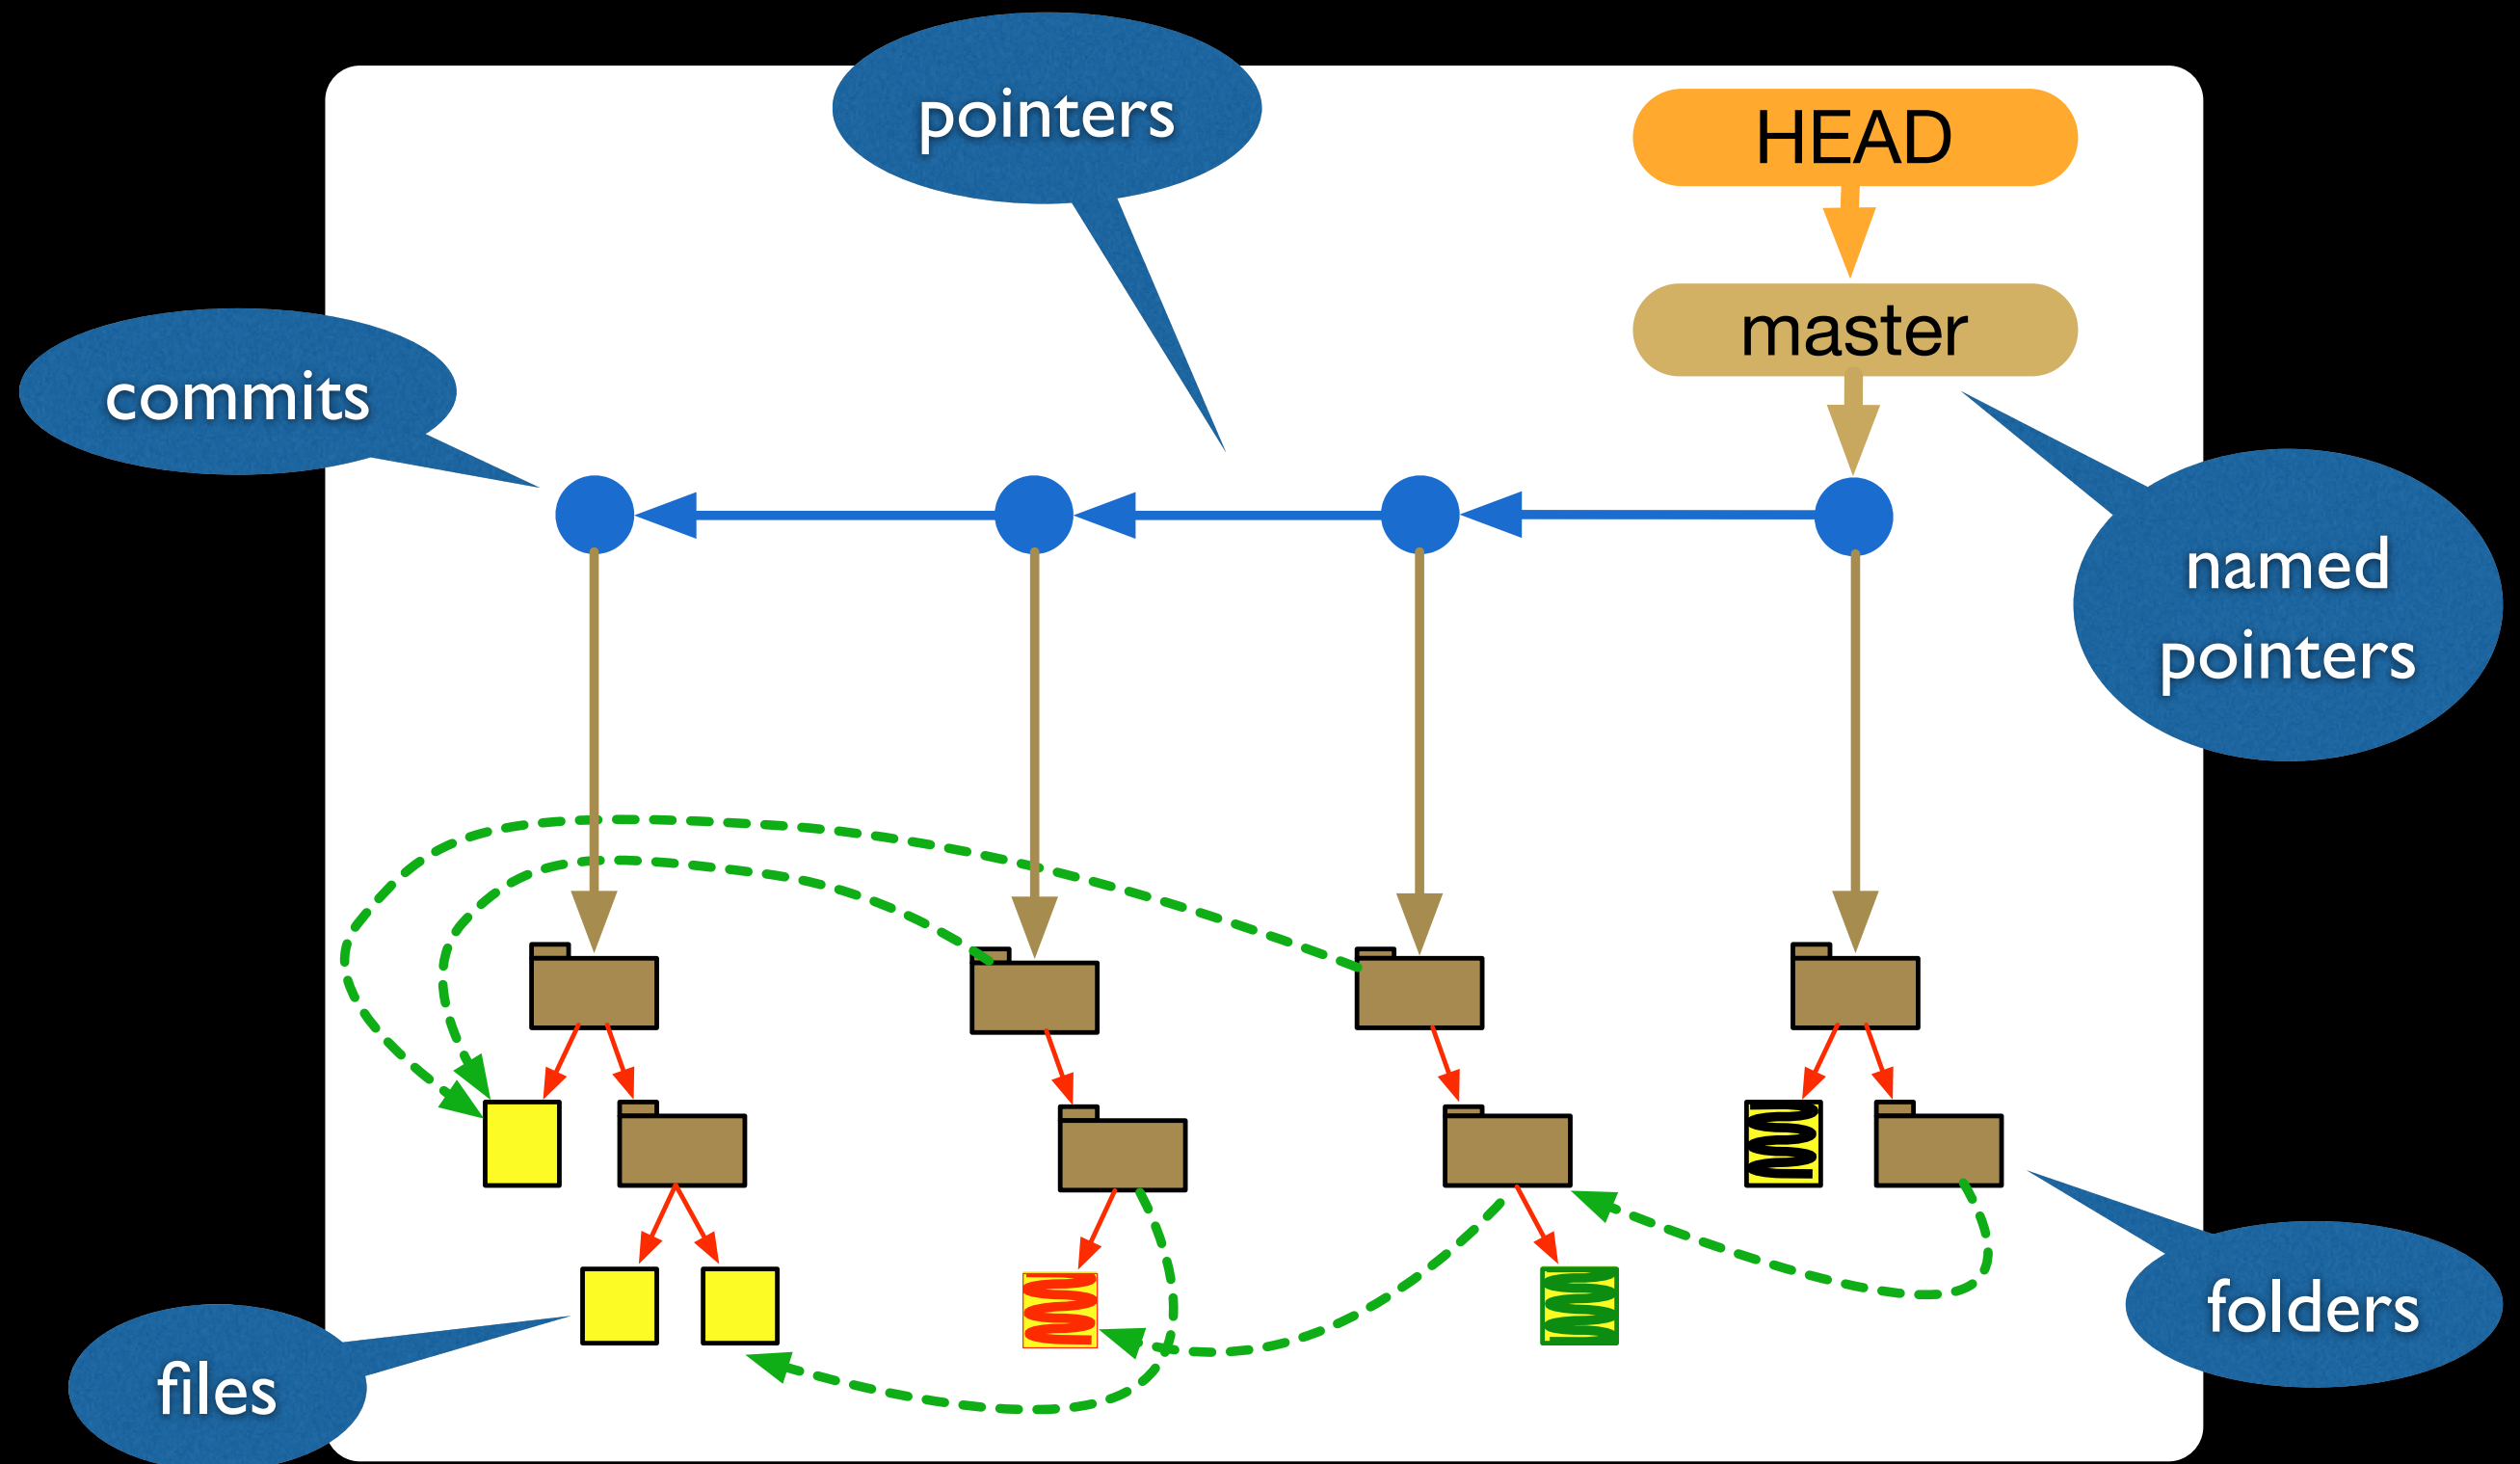 pointers
HEAD
master
commits
named
pointers
folders
files